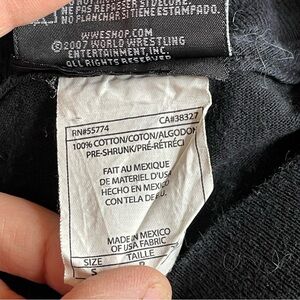 NE PAS REPASSER SI DECORE.
NO PLANCHAR SI TIENE ESTAMPADO.
WWESHOP.COM
© 2007 WORLD WRESTLING
ENTERTAINMENT, INC.
ALL RIGHTS RESERVED
RN#55774 CA#38327
100% COTTON/COTON/ALGODON
PRE-SHRUNK/PRÉ-RÉTRÉCI
FAIT AU MEXIQUE
DE MATERIEL D'USA
HECHO EN MEXICO
CON TELA DE E.U.
MADE IN MEXICO
OF USA FABRIC
SIZE TAILLE
S P